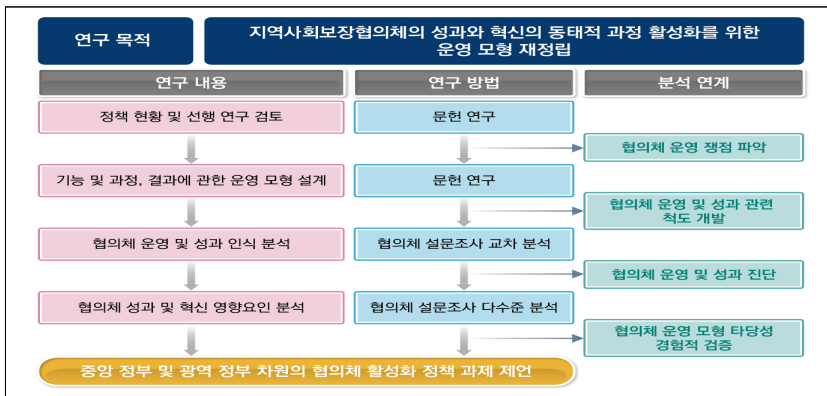 연구 목적
지역사회보장협의체의 성과와 혁신의 동태적 과정 활성화를 위한
운영 모형 재정립
연구 내용
연구 방법
분석 연계
정책 현황 및 선행 연구 검토
문헌 연구
협의체 운영 쟁점 파악
기능 및 과정, 결과에 관한 운영 모형 설계
문헌 연구
협의체 운영 및 성과 관련
척도 개발
협의체 운영 및 성과 인식 분석
협의체 설문조사 교차 분석
협의체 운영 및 성과 진단
협의체 성과 및 혁신 영향요인 분석
협의체 설문조사 다수준 분석
협의체 운영 모형 타당성
경험적 검증
중앙 정부 및 광역 정부 차원의 협의체 활성화 정책 과제 제언